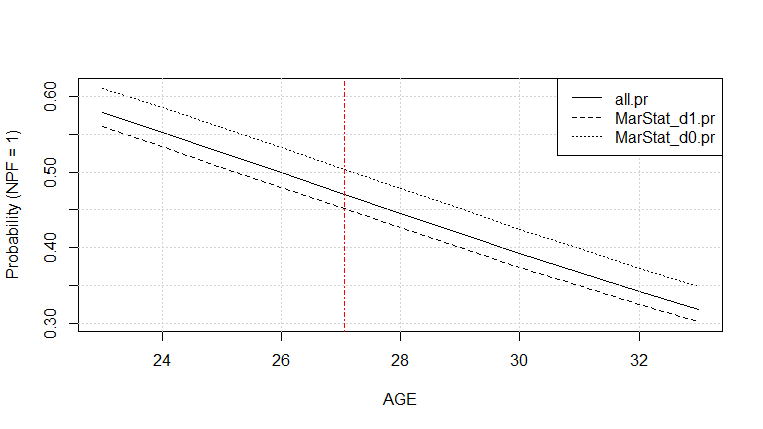 all.pr
MarStat_d1.pr
MarStat_d0.pr
Probability (NPF = 1)
0.60
0.50
0.40
0.30
24 26 28 30 32
AGE